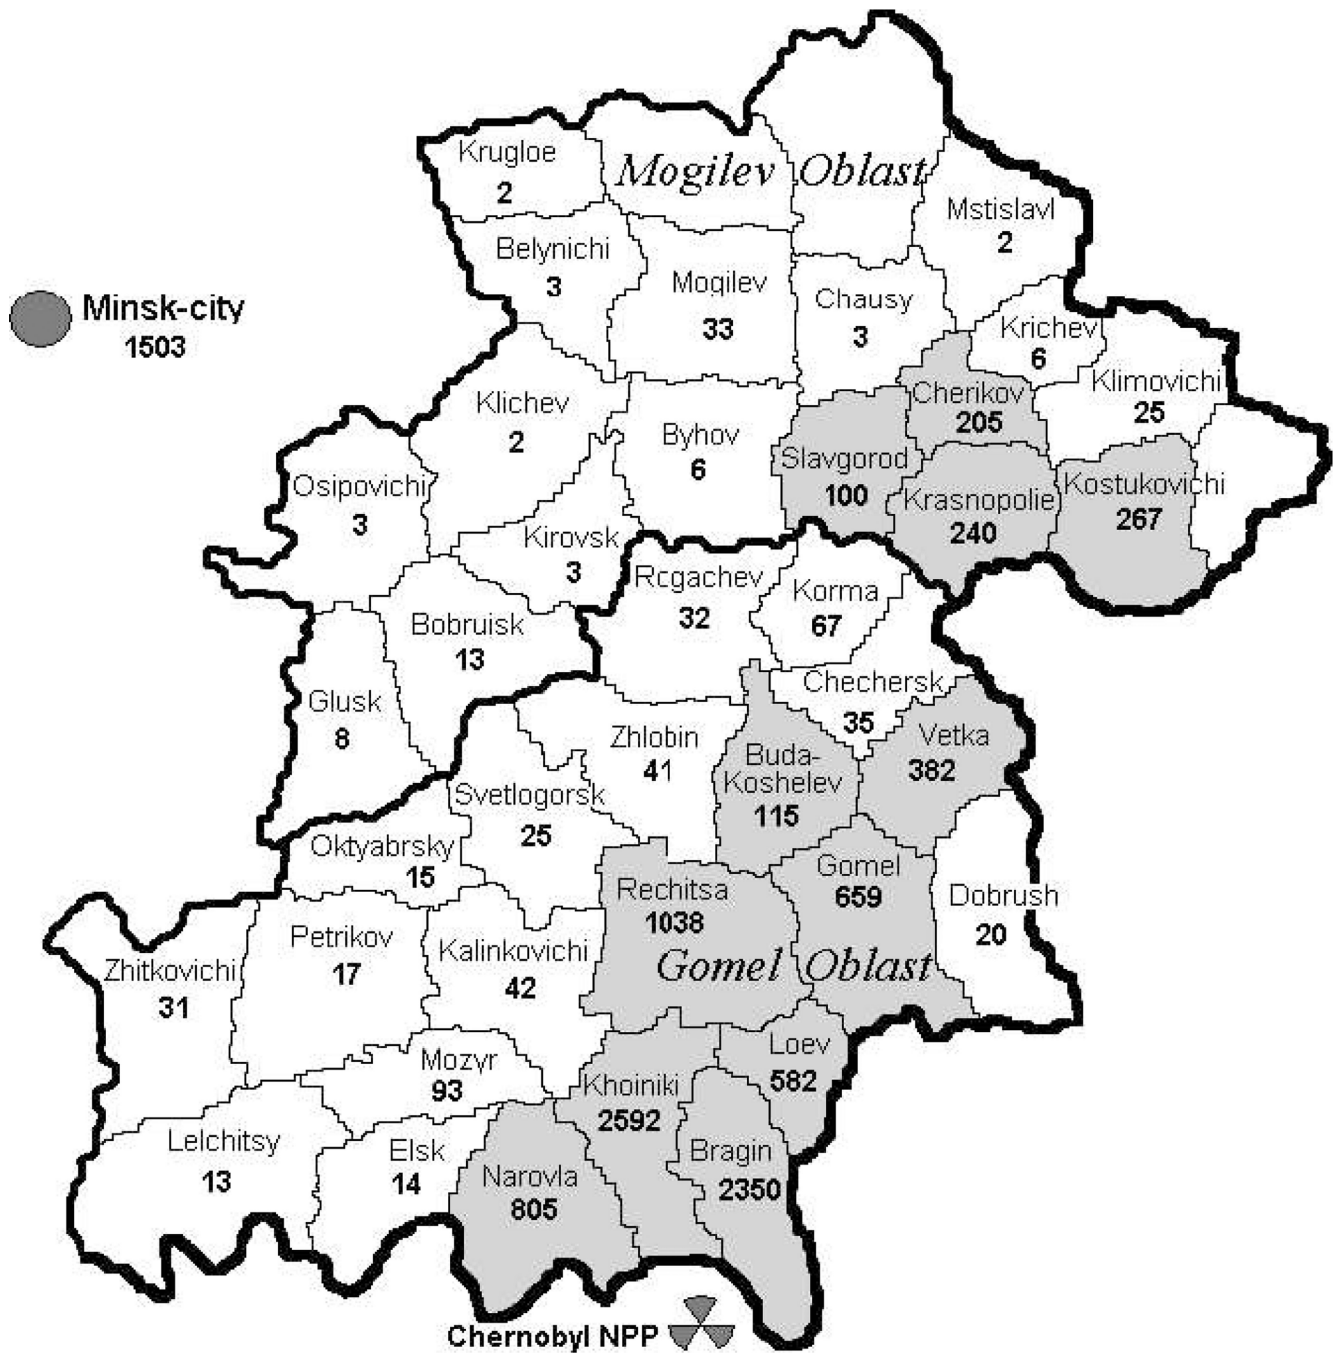 Krugloe
2
Mogilev Oblast
Mstislavl
2
Belynichi
3
Mogilev
33
Chausy
3
Minsk-city
1503
Krichev
6
Klimovichi
25
Cherikov
205
Klichev
2
Byhov
6
Slavgorod
100
Krasnopolie
240
Kostukovichi
267
Osipovichi
3
Kirovsk
3
Rcgachev
32
Korma
67
Bobruisk
13
Glusk
8
Chechersk
35
Vetka
382
Zhlobin
41
Buda-
Koshelev
115
Svetlogorsk
25
Oktyabrsky
15
Gomel
659
Rechitsa
1038
Dobrush
20
Gomel Oblast
Petrikov
17
Kalinkovichi
42
Zhitkovichi
31
Mozyr
93
Loev
582
Khoiniki
2592
Lelchitsy
13
Elsk
14
Narovla
805
Bragin
2350
Chernobyl NPP